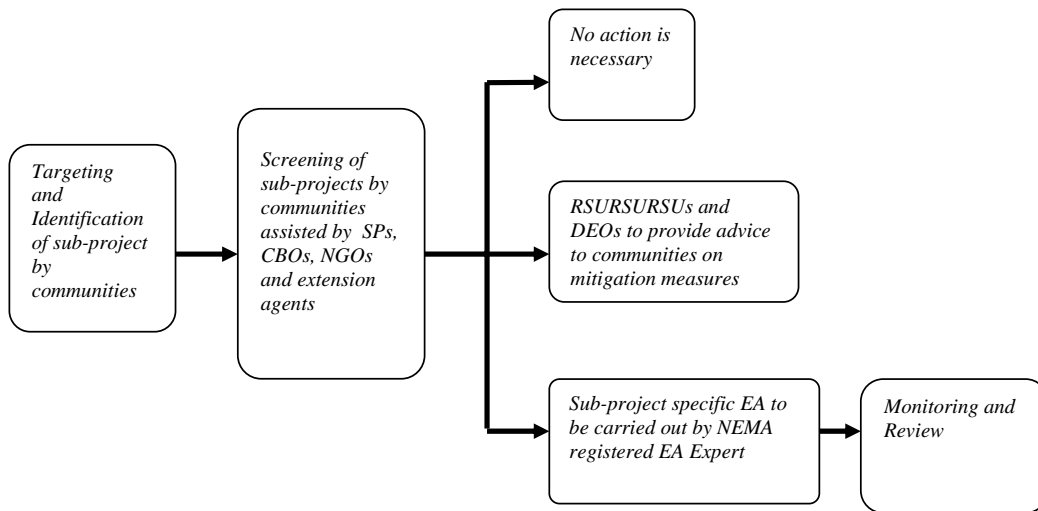 Targeting
and
Identification
of sub-project
by
communities
Screening of
sub-projects by
communities
assisted by SPs,
CBOs, NGOs
and extension
agents
No action is
necessary
RSURSURSUs and
DEOs to provide advice
to communities on
mitigation measures
Sub-project specific EA to
be carried out by NEMA
registered EA Expert
Monitoring and
Review